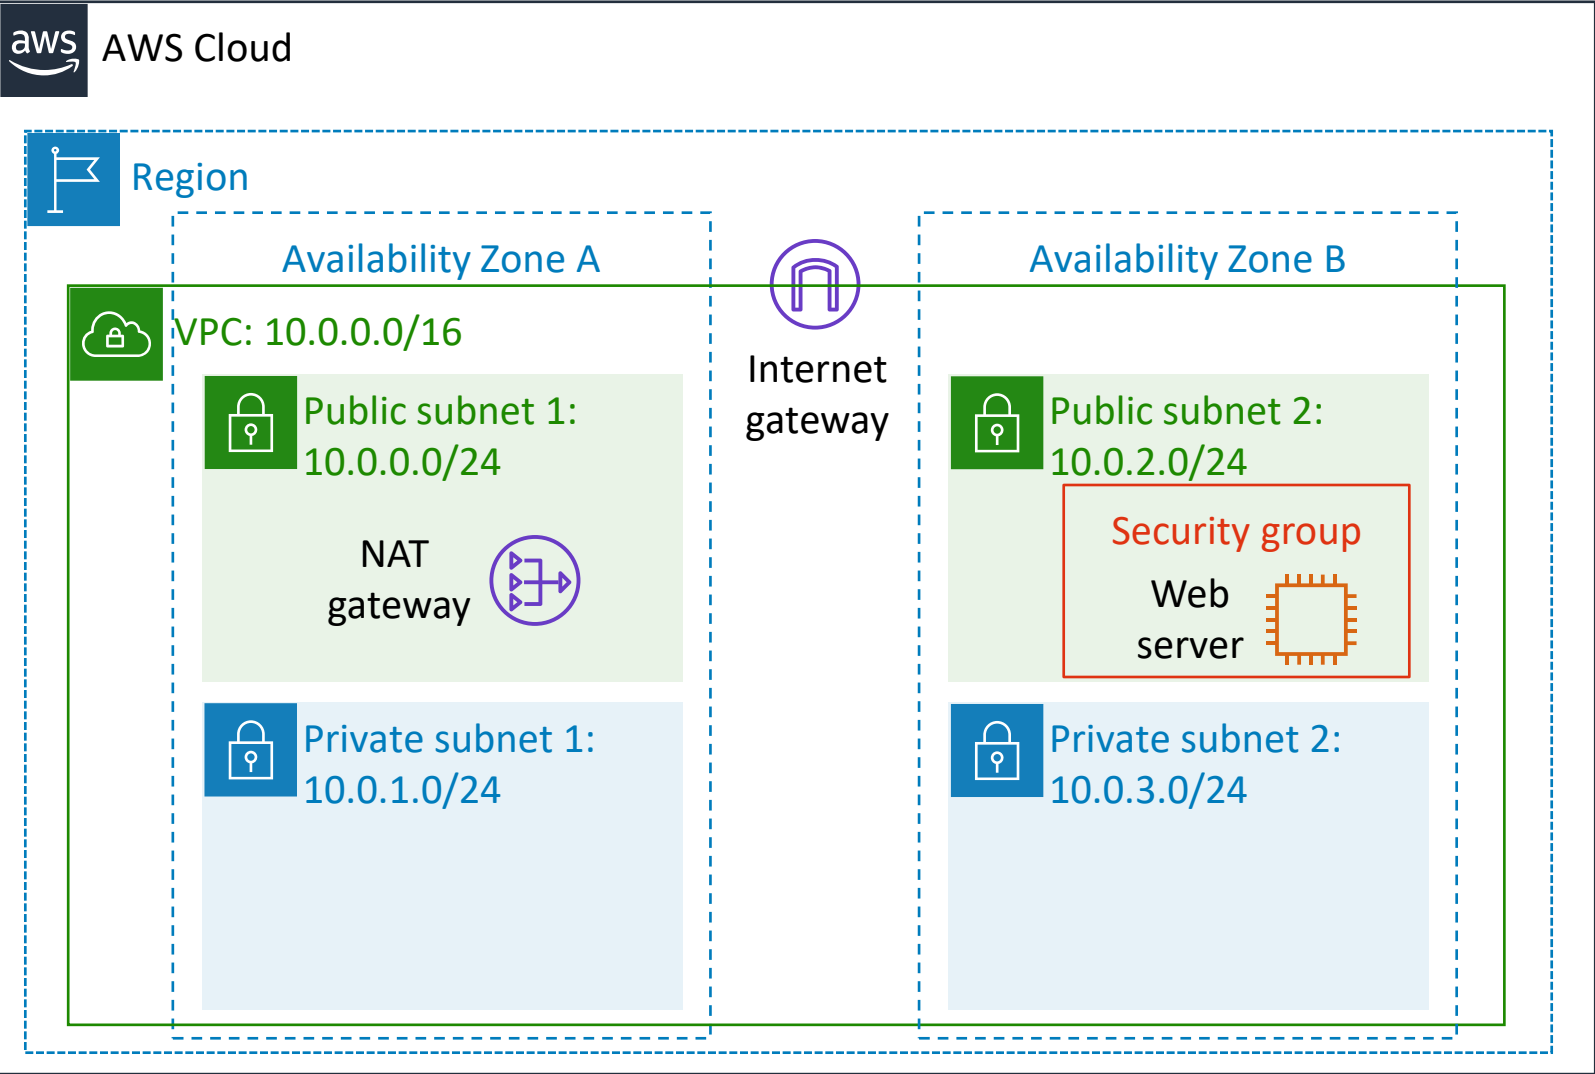 aws
AWS Cloud
Region
Availability Zone A
Availability Zone B
VPC: 10.0.0.0/16
Internet
gateway
Public subnet 1:
10.0.0.0/24
NAT
gateway
Public subnet 2:
10.0.2.0/24
Security group
Web
server
Private subnet 1:
10.0.1.0/24
Private subnet 2:
10.0.3.0/24